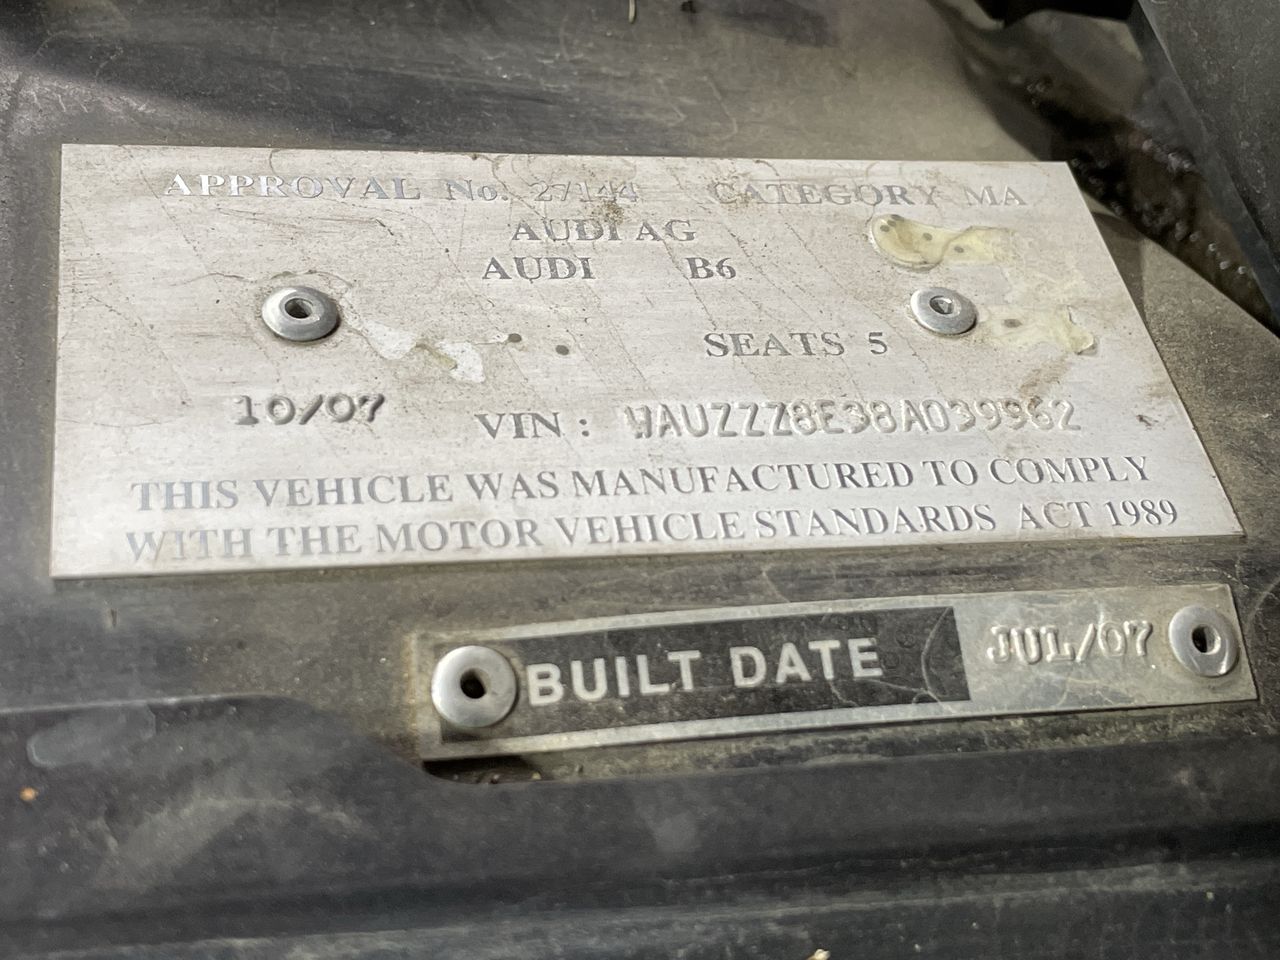 APPROVAL No. 27144 CATEGORY MA
AUDI AG
AUDI B6
SEATS 5
10/07 VIN : WAUZZZ8E38A039962
THIS VEHICLE WAS MANUFACTURED TO COMPLY
WITH THE MOTOR VEHICLE STANDARDS ACT 1989
BUILT DATE JUL/07